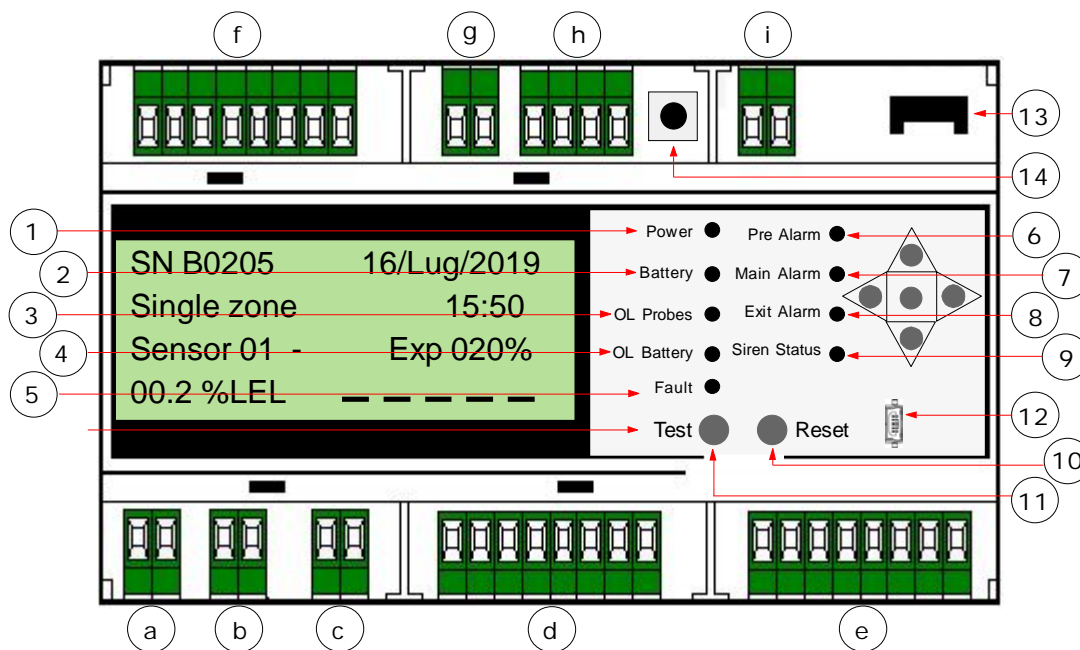 f g h i
13
14
1 Power Pre Alarm 6
SN B0205 16/Lug/2019
2 Battery Main Alarm 7
Single zone 15:50
3 OL Probes Exit Alarm 8
Sensor 01 - Exp 020%
4 OL Battery Siren Status 9
00.2 %LEL _ _ _ _ _
5 Fault
12
Test Reset
10
11
a b c d e